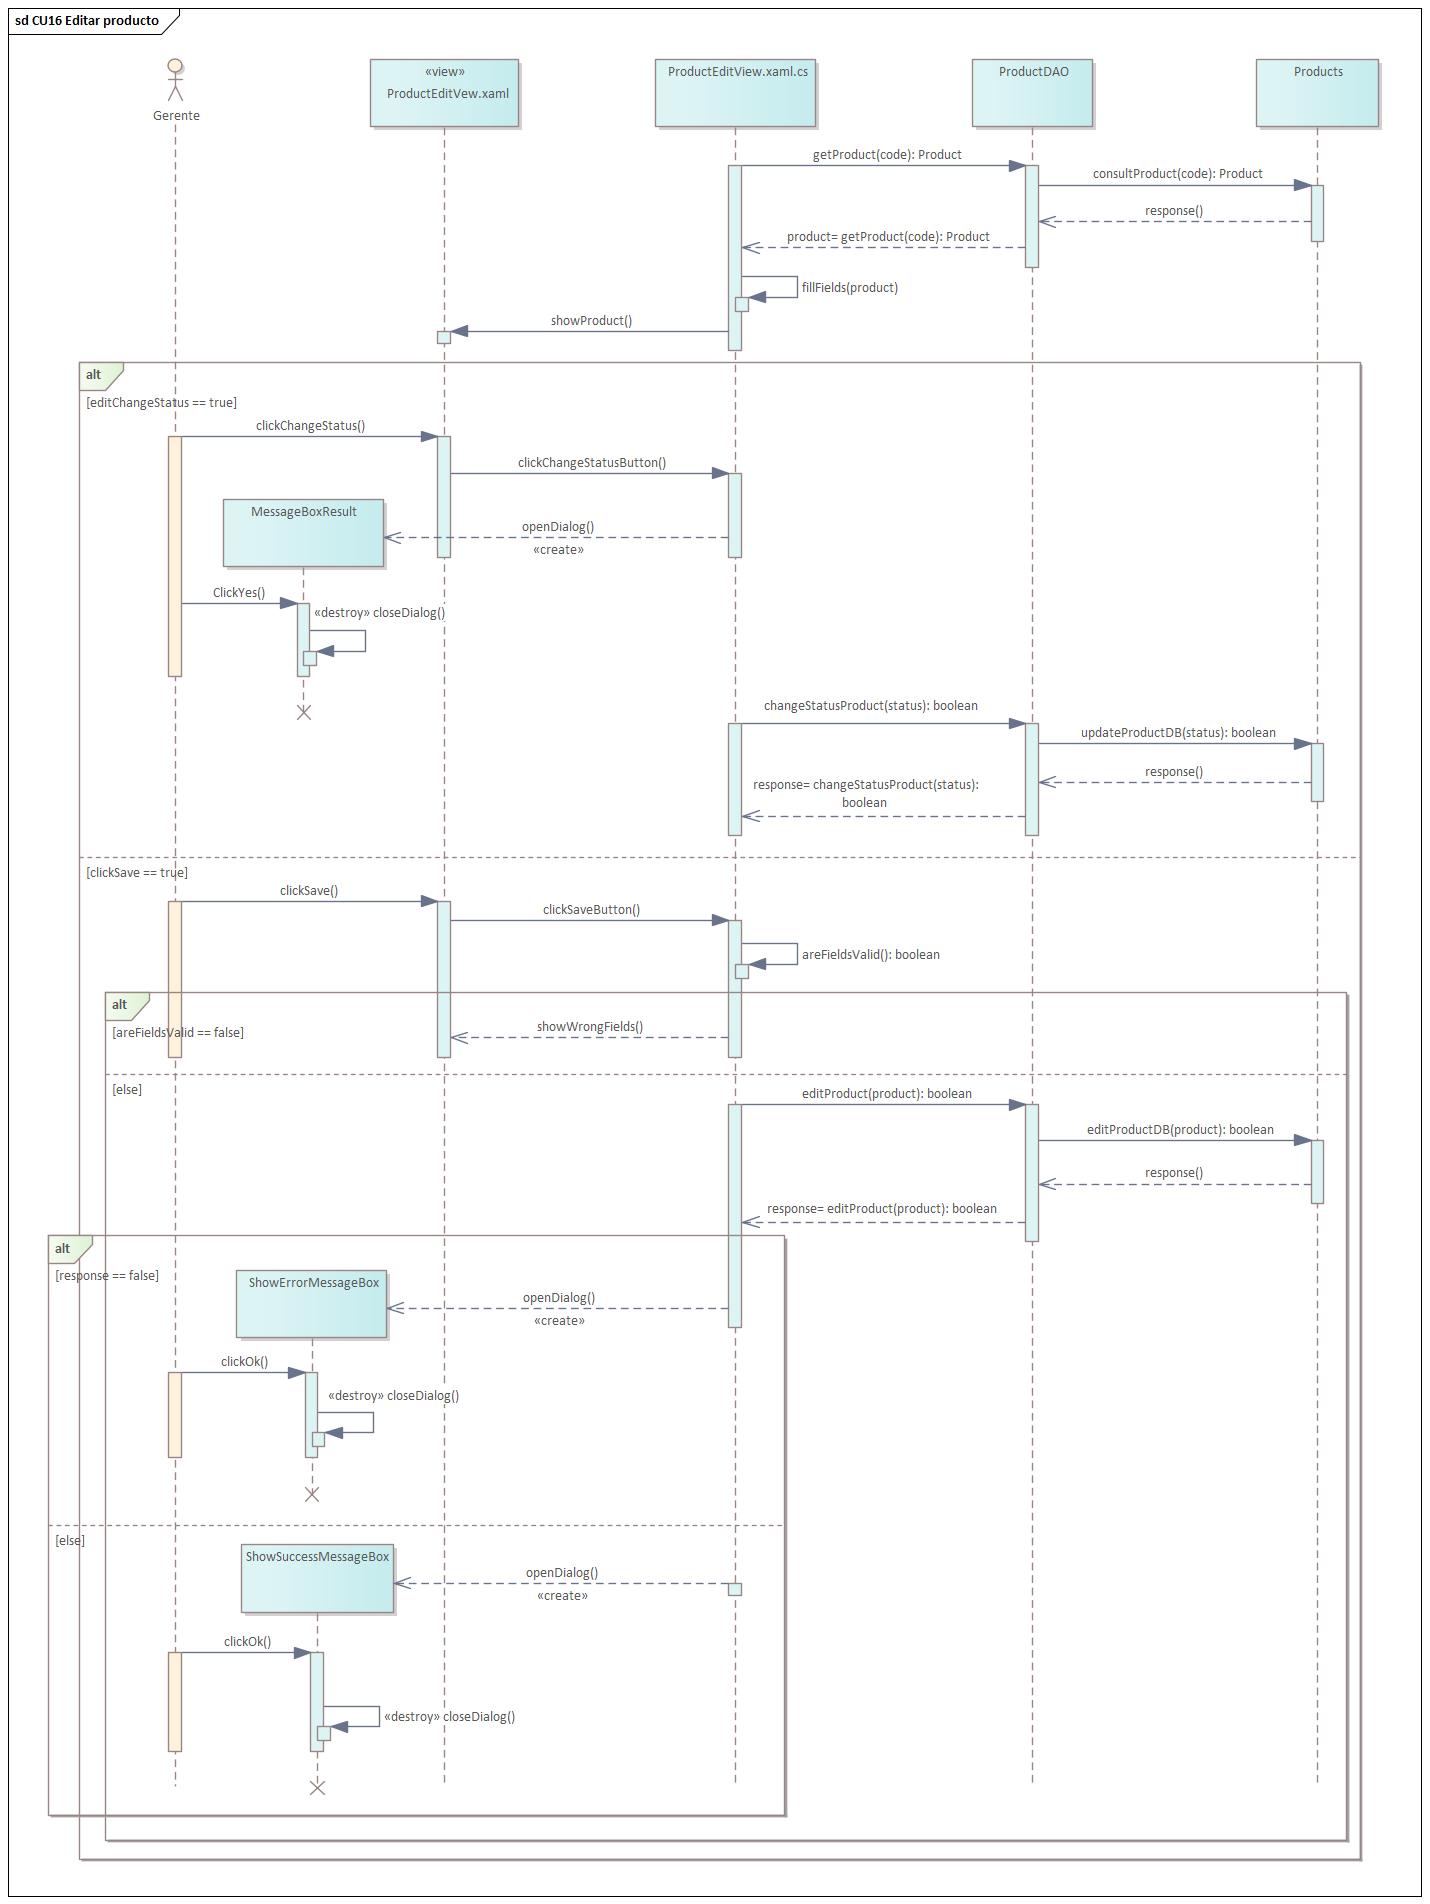 sd CU16 Editar producto
Gerente
«view»
ProductEditVew.xaml
ProductEditView.xaml.cs
ProductDAO
Products
getProduct(code): Product
consultProduct(code): Product
response()
product= getProduct(code): Product
fillFields(product)
showProduct()
alt
[editChangeStatus == true]
clickChangeStatus()
clickChangeStatusButton()
MessageBoxResult
openDialog()
«create»
ClickYes()
«destroy» closeDialog()
changeStatusProduct(status): boolean
updateProductDB(status): boolean
response()
response= changeStatusProduct(status):
boolean
[clickSave == true]
clickSave()
clickSaveButton()
areFieldsValid(): boolean
alt
[areFieldsValid == false]
showWrongFields()
[else]
editProduct(product): boolean
editProductDB(product): boolean
response()
response= editProduct(product): boolean
alt
[response == false]
ShowErrorMessageBox
openDialog()
«create»
clickOk()
«destroy» closeDialog()
[else]
ShowSuccessMessageBox
openDialog()
«create»
clickOk()
«destroy» closeDialog()